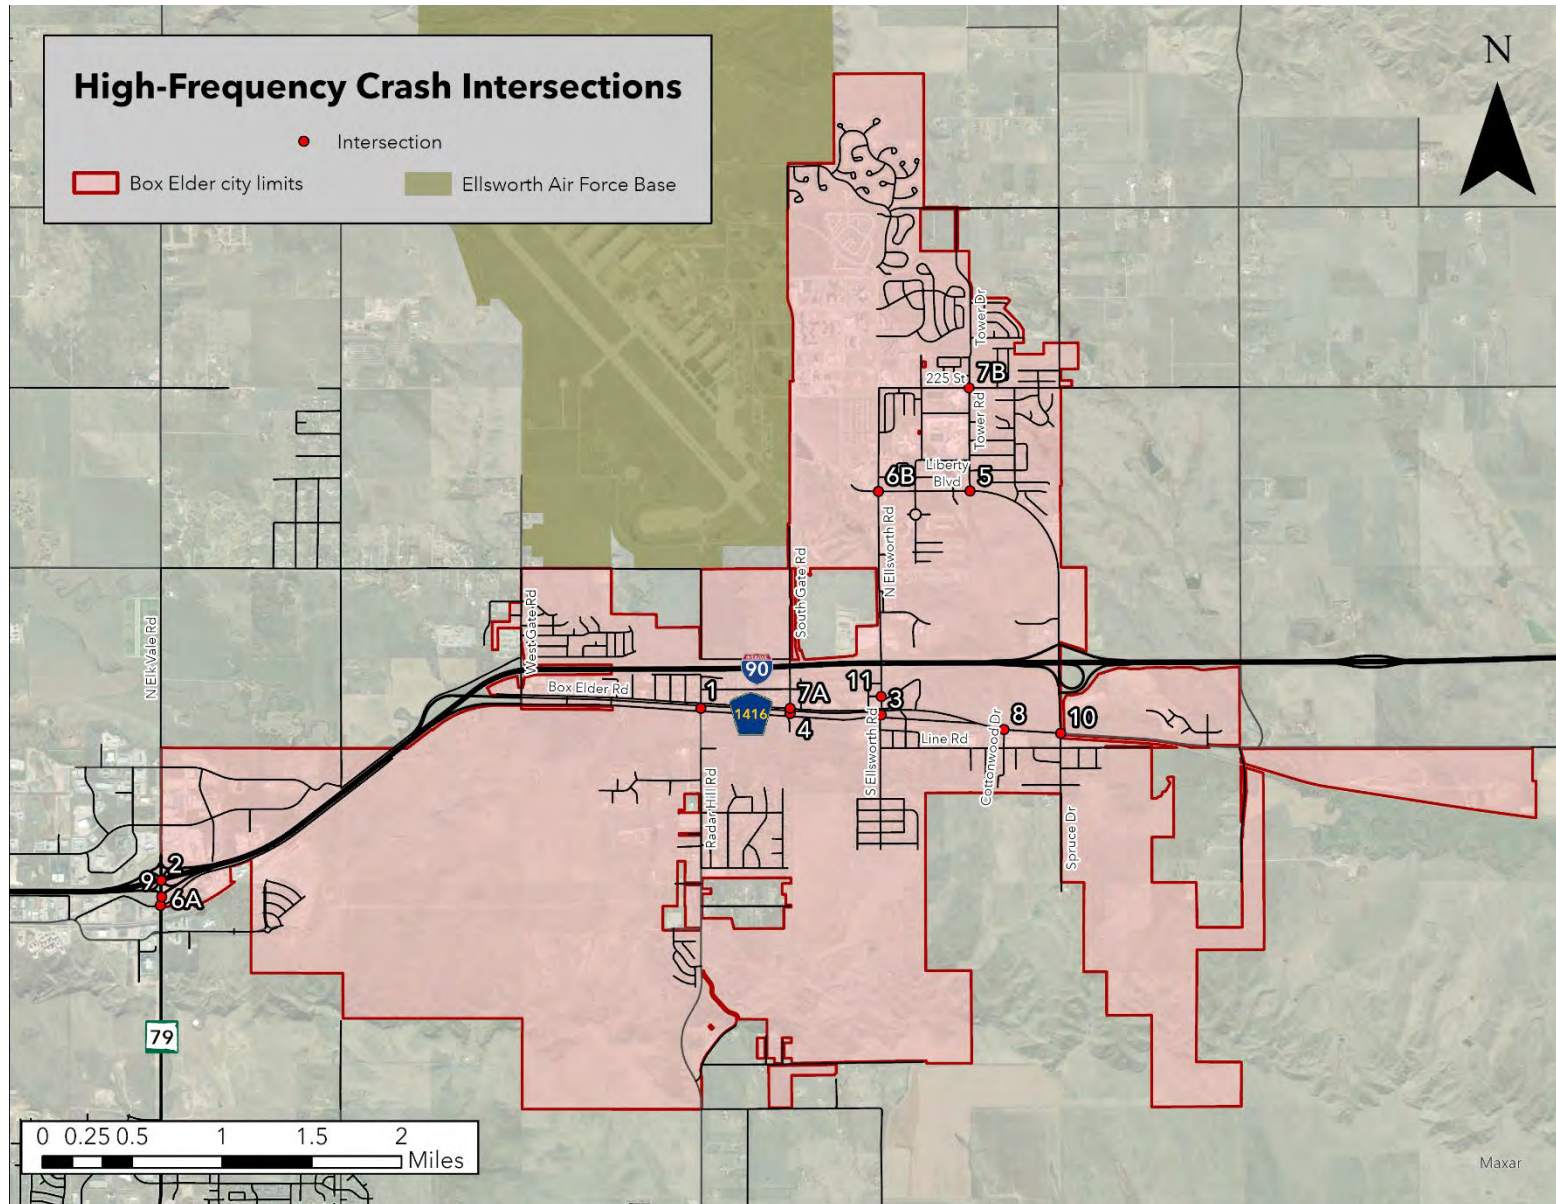 High-Frequency Crash Intersections
Intersection
Box Elder city limits
Ellsworth Air Force Base
N
Tower Dr
225 St
7B
Tower Rd
Liberty
Blvd
6B
5
N Ellsworth Rd
South Gate Rd
West Gate Rd
N Elk Vale Rd
INTERSTATE
90
Box Elder Rd
1
1416
7A
4
11
3
S Ellsworth Rd
Line Rd
8
Cottonwood Dr
10
Spruce Dr
Radar Hill Rd
2
9
6A
79
0 0.25 0.5 1 1.5 2
Miles
Maxar